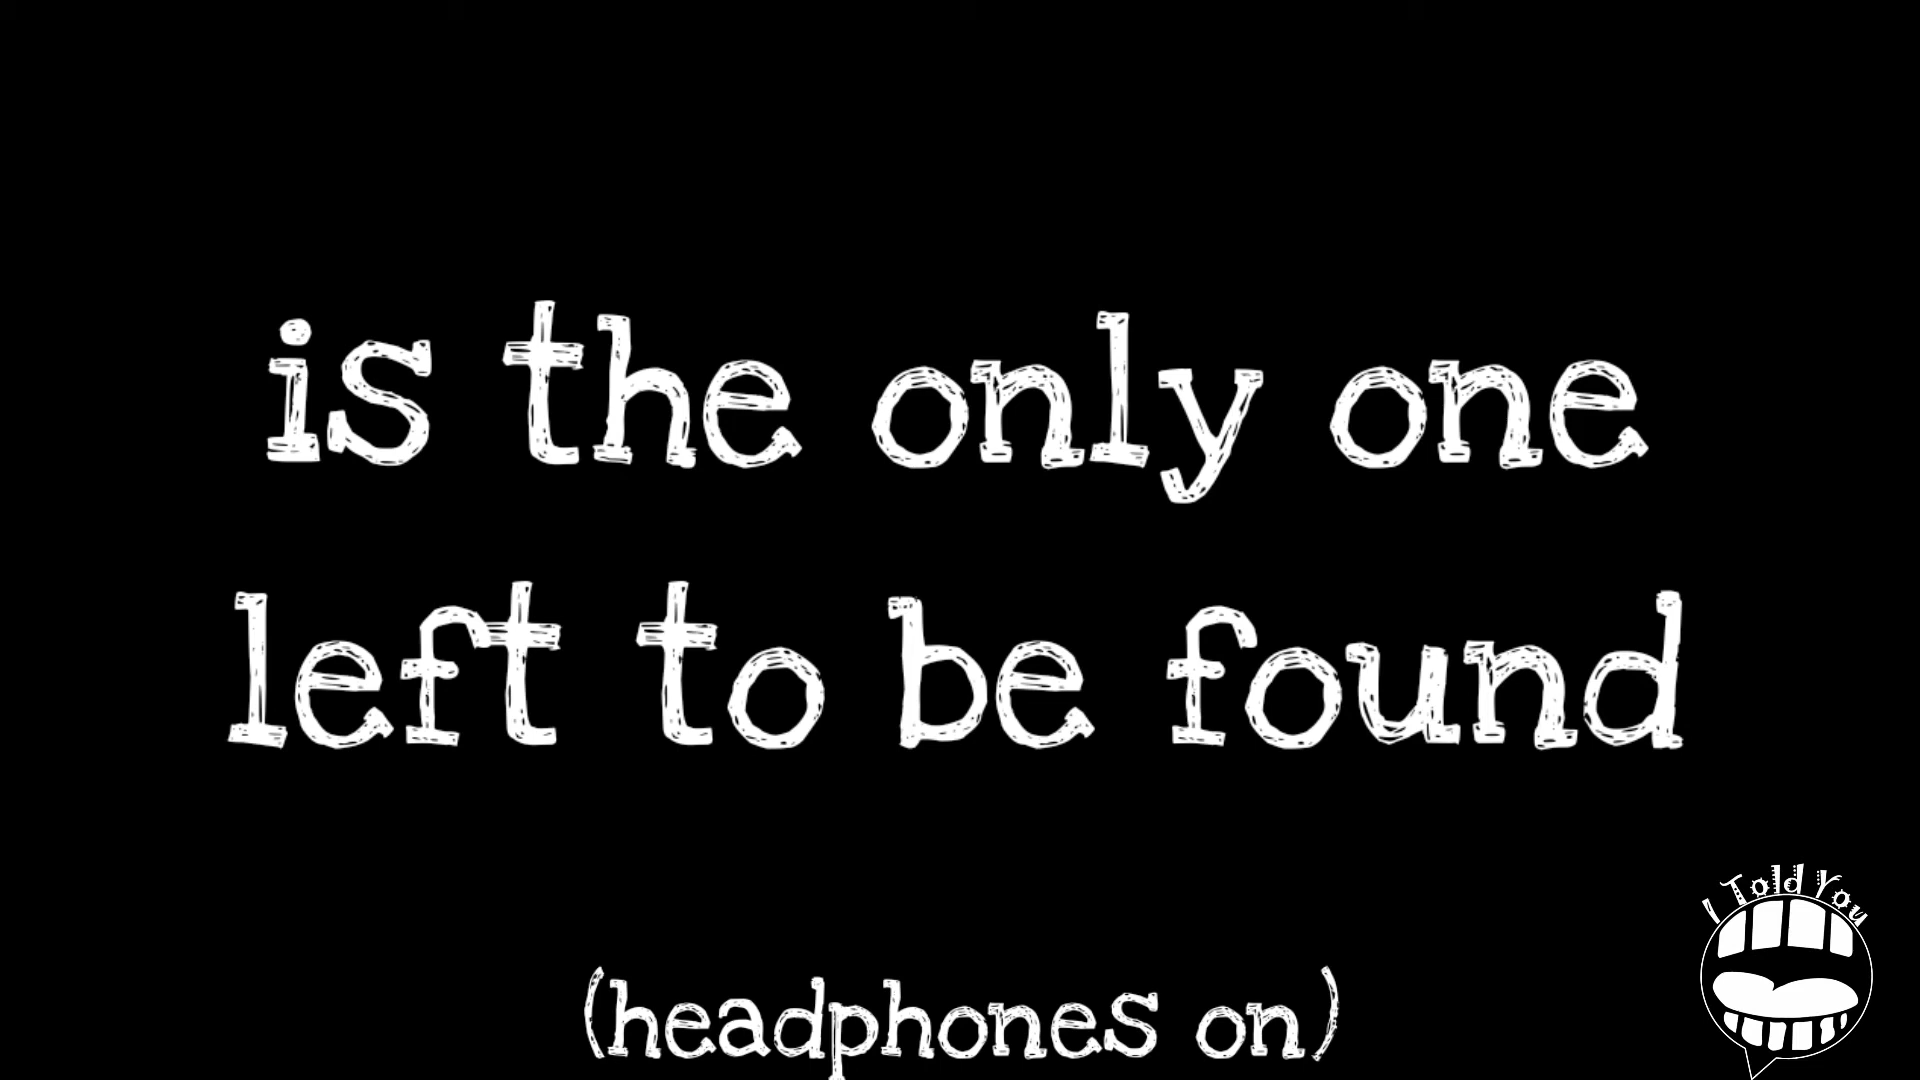 is the only one
left to be found
I Told You
(headphones on)